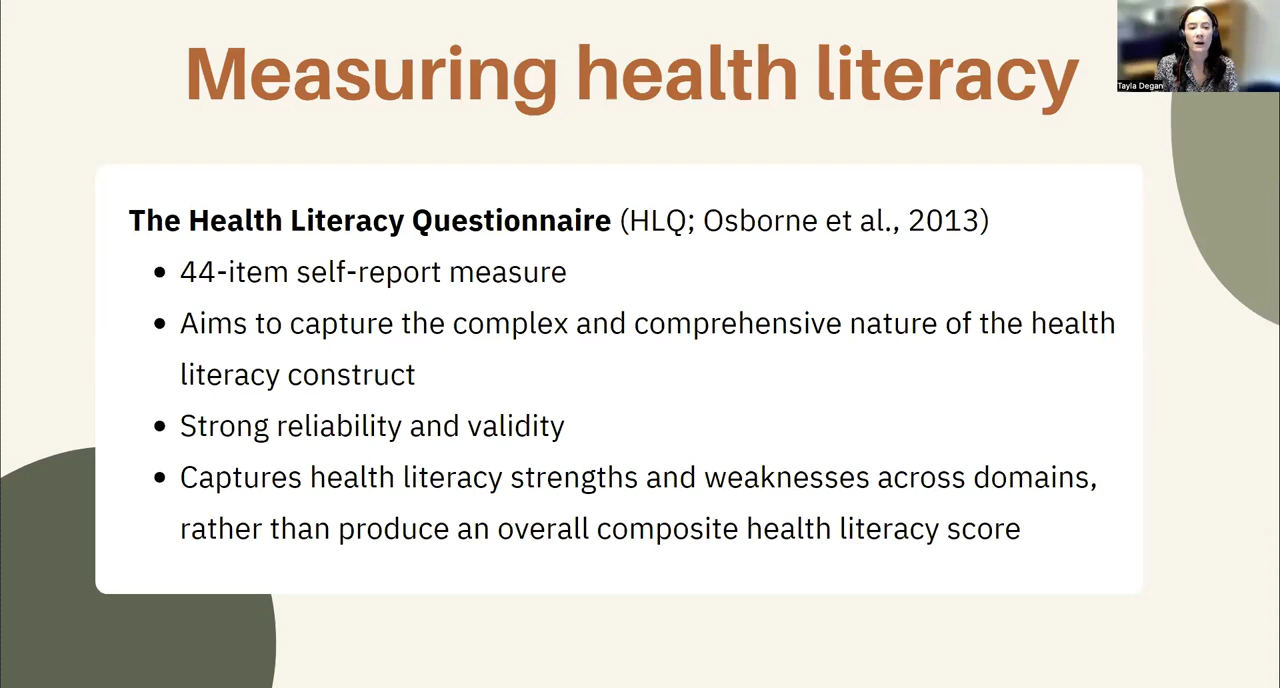 Measuring health literacy
Tayla Degan
The Health Literacy Questionnaire (HLQ; Osborne et al., 2013)
• 44-item self-report measure
• Aims to capture the complex and comprehensive nature of the health
literacy construct
• Strong reliability and validity
• Captures health literacy strengths and weaknesses across domains,
rather than produce an overall composite health literacy score